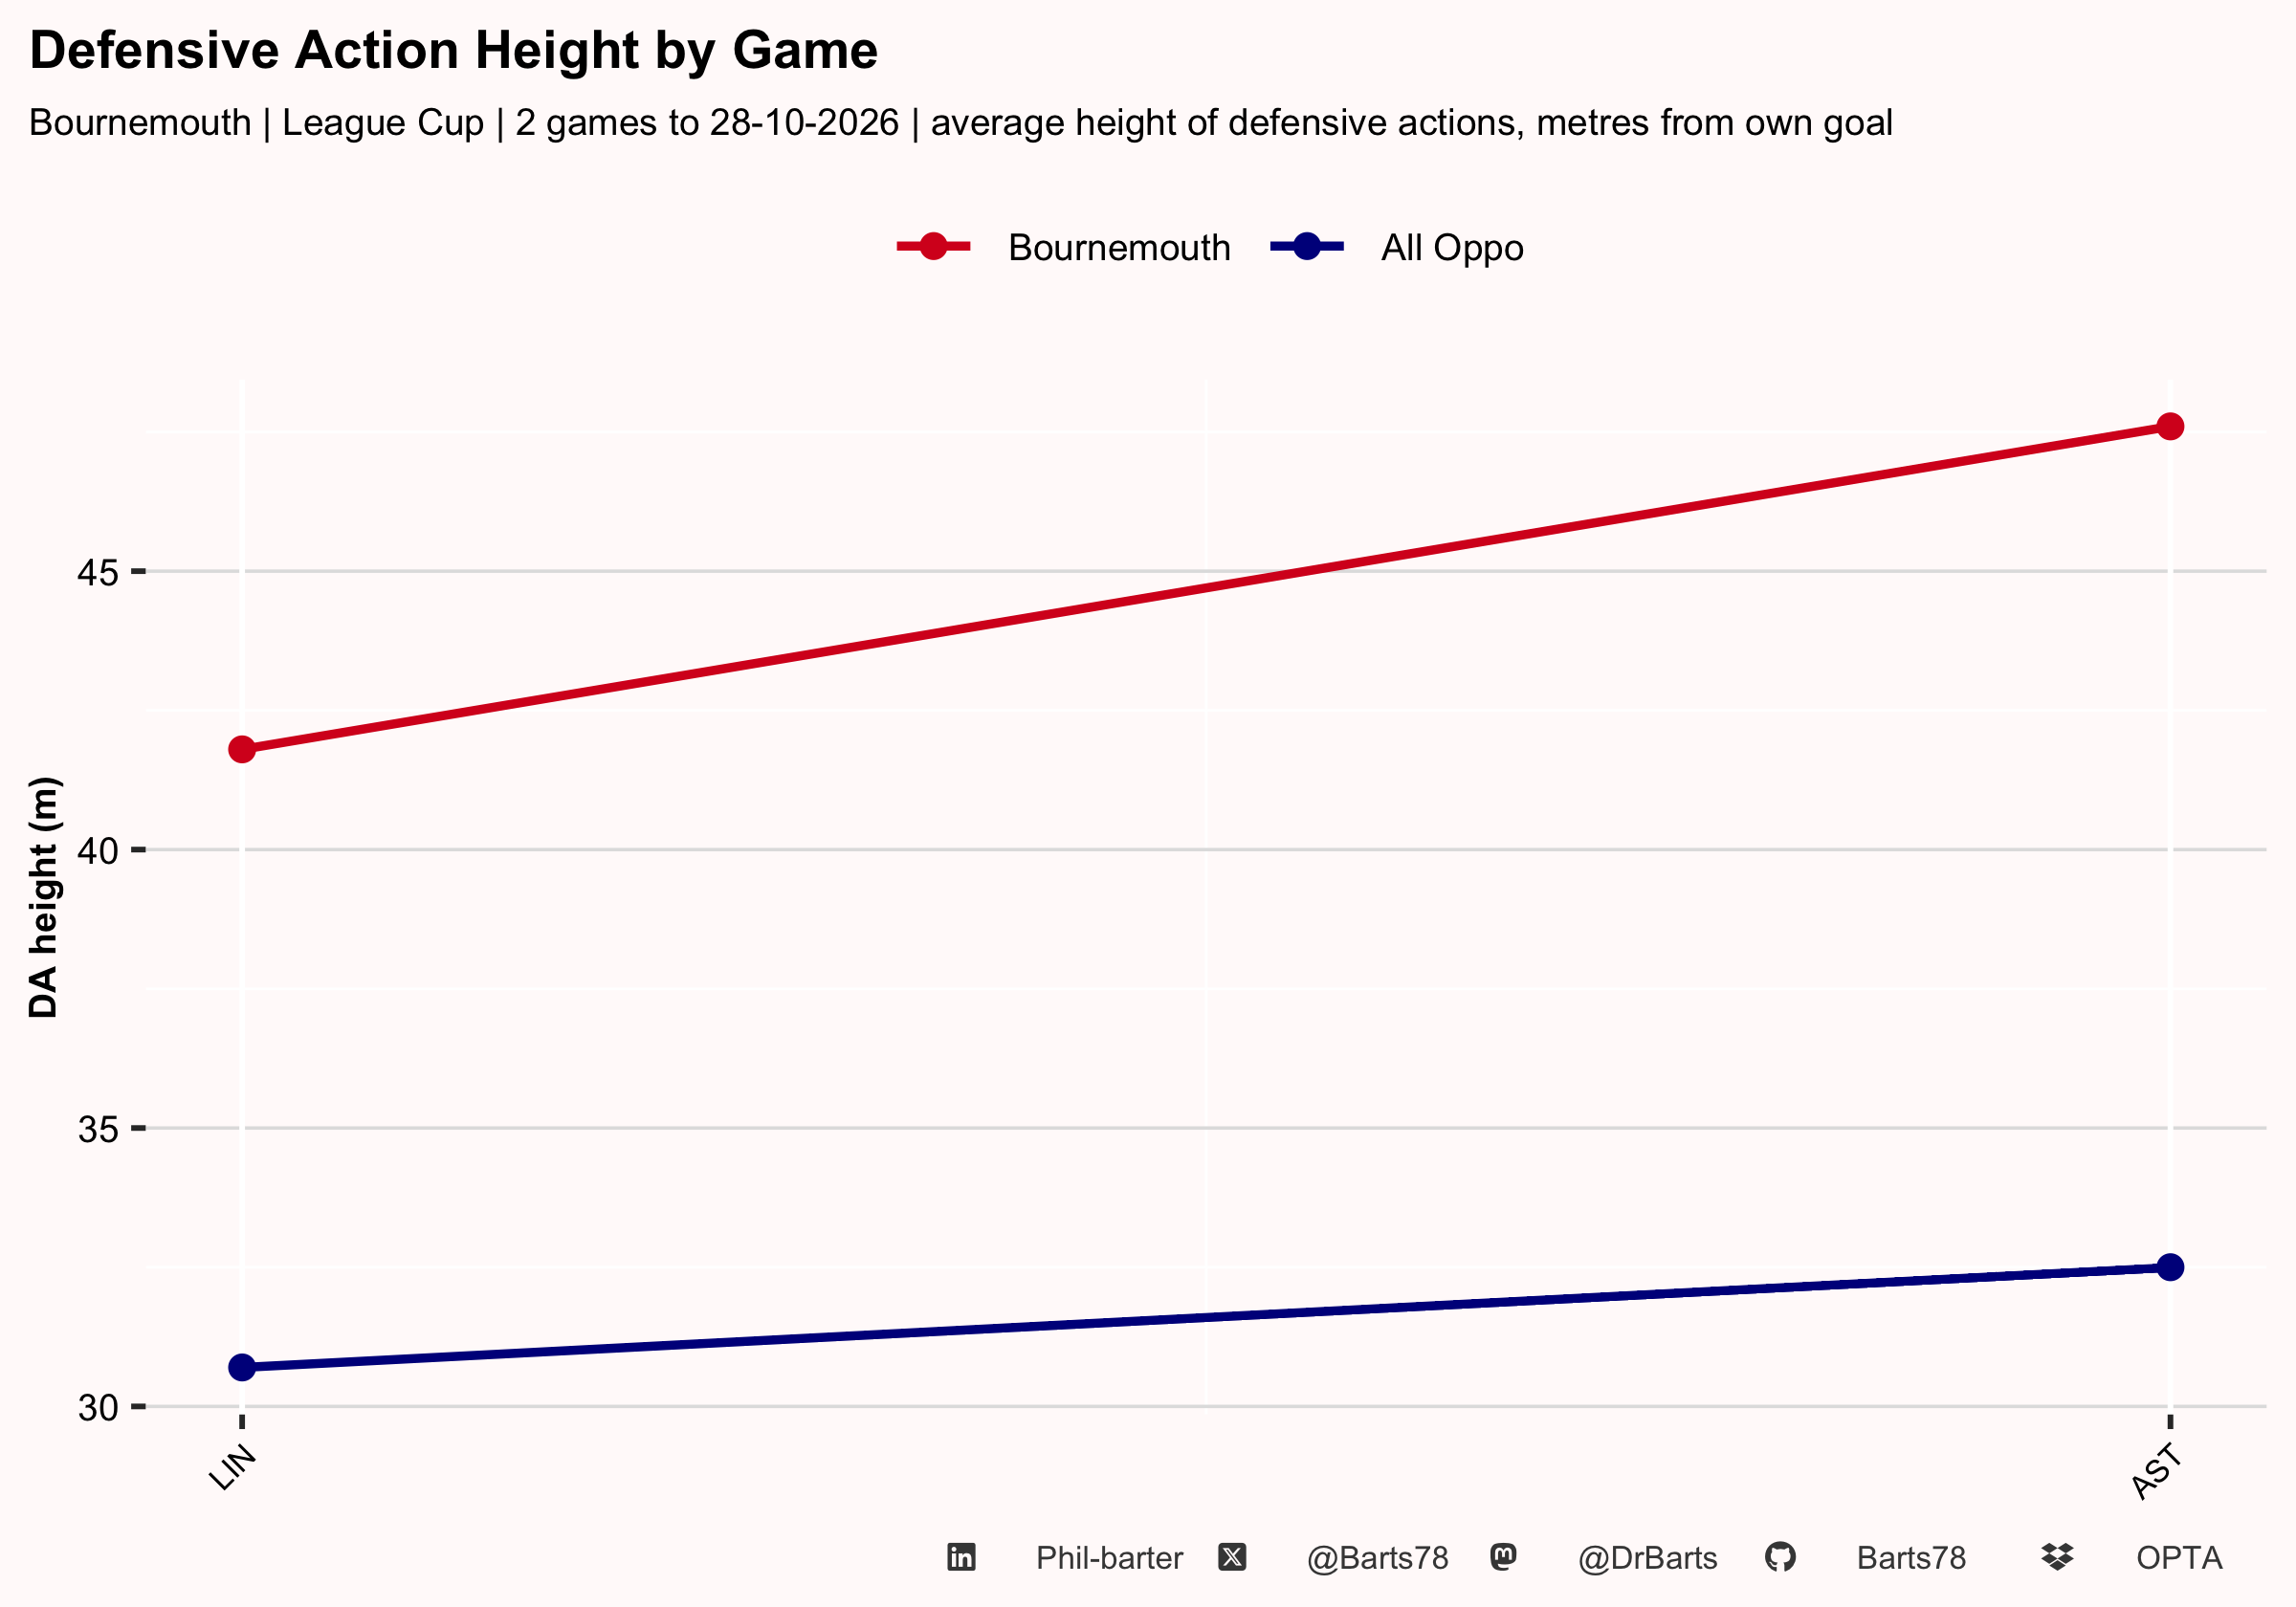 Defensive Action Height by Game
Bournemouth | League Cup | 2 games to 28-10-2026 | average height of defensive actions, metres from own goal
Bournemouth All Oppo
DA height (m)
45
40
35
30
LIN AST
Phil-barter @Barts78 @DrBarts Barts78 OPTA